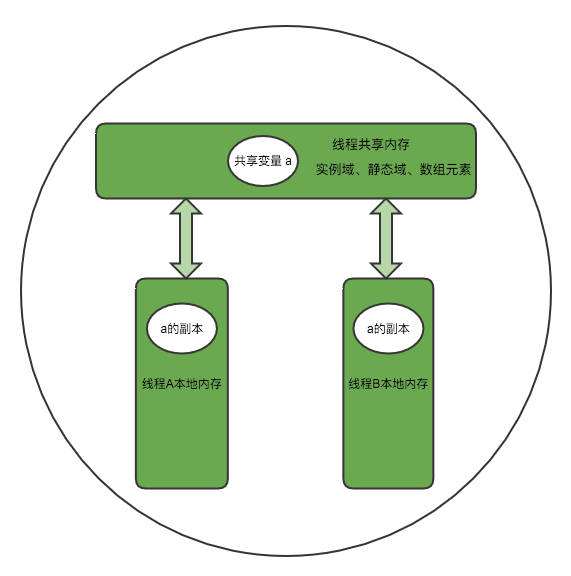 线程共享内存
共享变量 a
实例域、静态域、数组元素
a的副本
线程A本地内存
a的副本
线程B本地内存